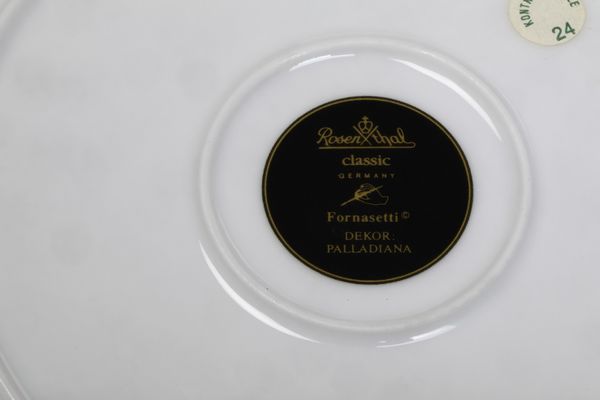 24
Rosenthal
classic
GERMANY
Fornasetti©
DEKOR:
PALLADIANA